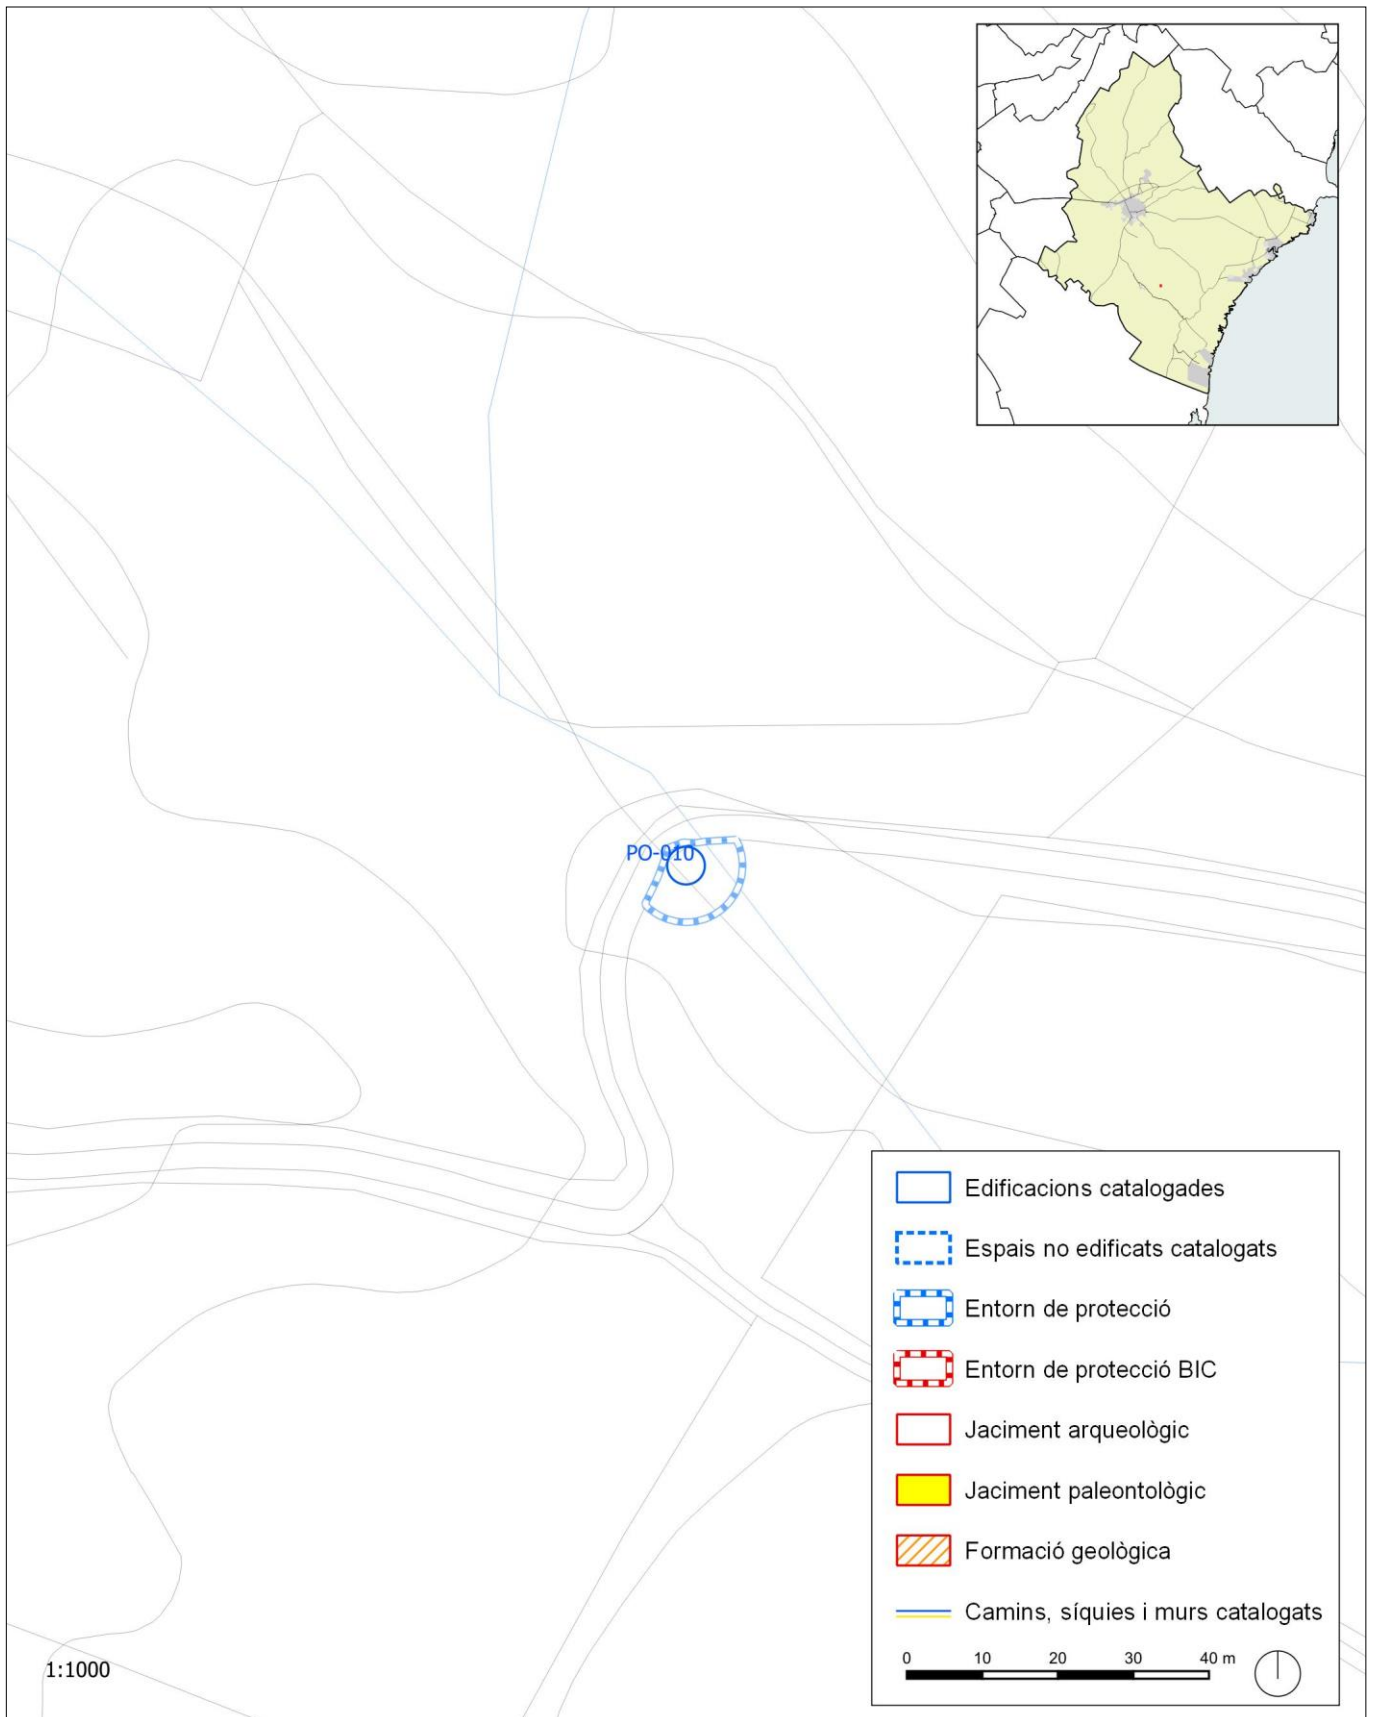 PO-010
Edificacions catalogades
Espais no edificats catalogats
Entorn de protecció
Entorn de protecció BIC
Jaciment arqueològic
Jaciment paleontològic
Formació geològica
Camins, síquies i murs catalogats
0 10 20 30 40 m
1:1000